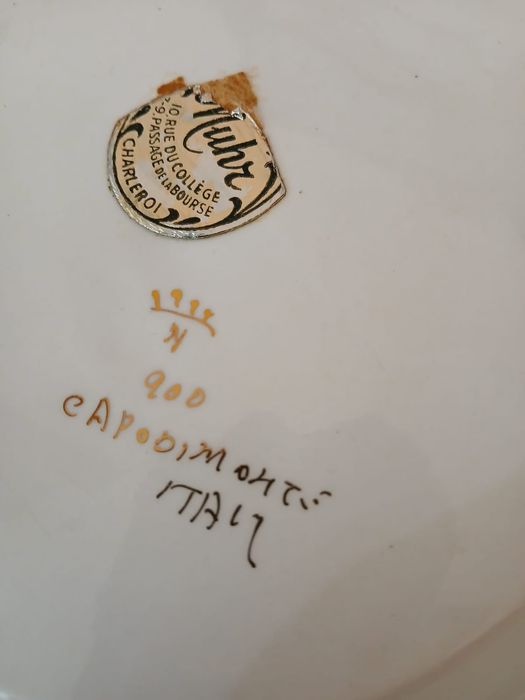 Muhr
10, RUE DU COLLÈGE
9, PASSAGE DE LA BOURSE
CHARLEROI
N
900
CAPODIMONTE
ITALY